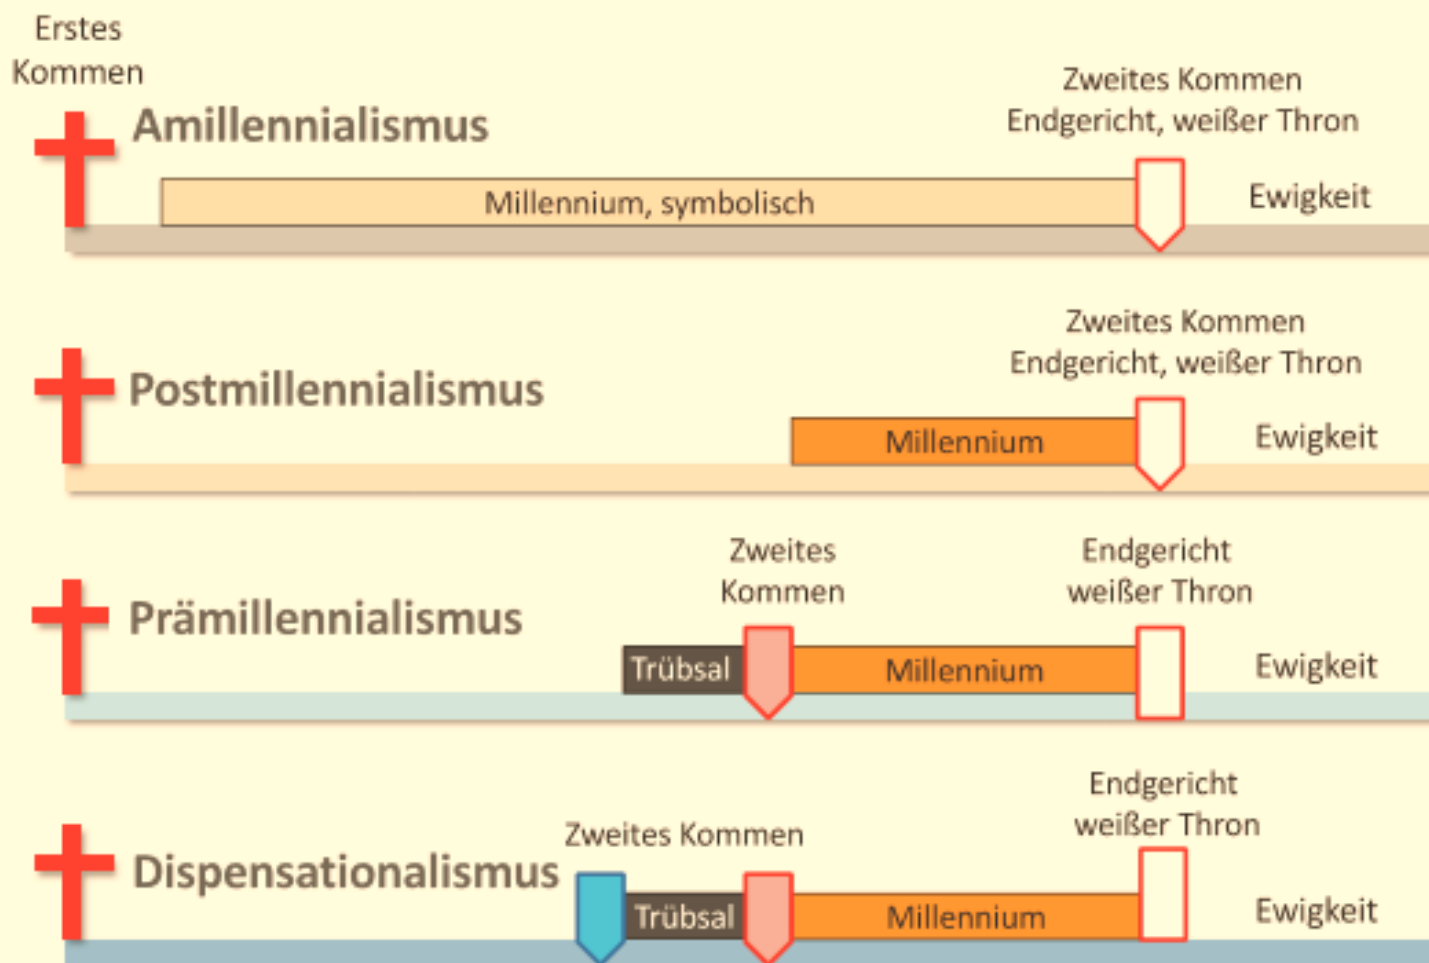 Erstes
Kommen
Zweites Kommen
Endgericht, weißer Thron
Amillennialismus
Millennium, symbolisch
Ewigkeit
Zweites Kommen
Endgericht, weißer Thron
Postmillennialismus
Millennium
Ewigkeit
Zweites
Kommen
Endgericht
weißer Thron
Prämillennialismus
Trübsal
Millennium
Ewigkeit
Endgericht
weißer Thron
Zweites Kommen
Dispensationalismus
Trübsal
Millennium
Ewigkeit